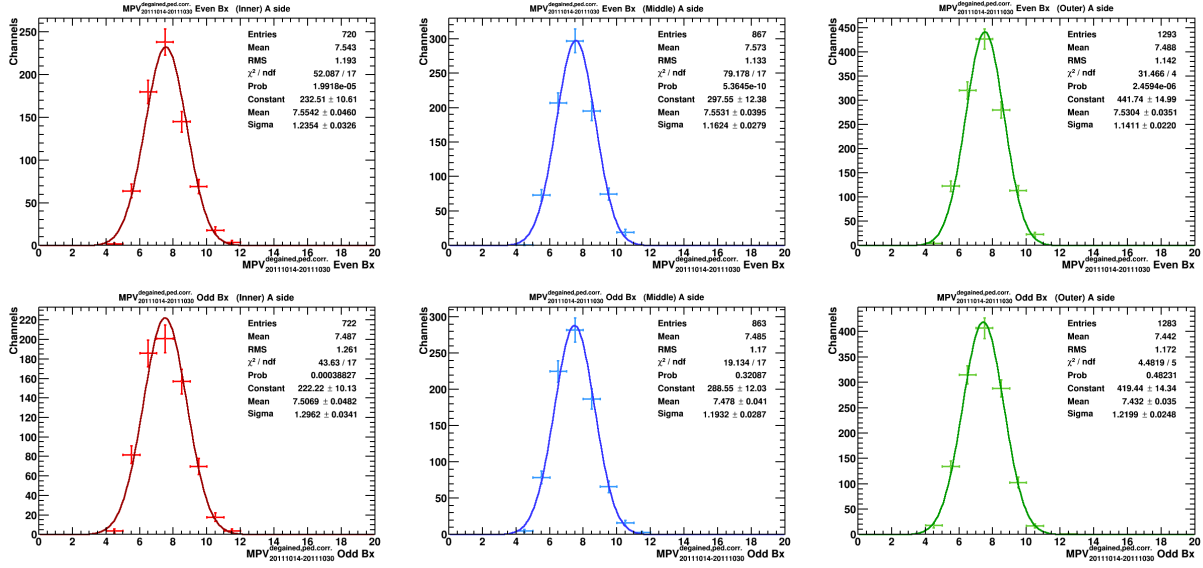 MPV degained,ped.corr. 20111014-20111030 Even Bx (Inner) A side
Channels
250
200
150
100
50
0
0 2 4 6 8 10 12 14 16 18 20
MPV degained,ped.corr. 20111014-20111030 Even Bx
Entries 720
Mean 7.543
RMS 1.193
χ² / ndf 52.087 / 17
Prob 1.9918e-05
Constant 232.51 ± 10.61
Mean 7.5542 ± 0.0460
Sigma 1.2354 ± 0.0326
MPV degained,ped.corr. 20111014-20111030 Even Bx (Middle) A side
Channels
300
250
200
150
100
50
0
0 2 4 6 8 10 12 14 16 18 20
MPV degained,ped.corr. 20111014-20111030 Even Bx
Entries 867
Mean 7.573
RMS 1.133
χ² / ndf 79.178 / 17
Prob 5.3645e-10
Constant 297.55 ± 12.38
Mean 7.5531 ± 0.0395
Sigma 1.1624 ± 0.0279
MPV degained,ped.corr. 20111014-20111030 Even Bx (Outer) A side
Channels
450
400
350
300
250
200
150
100
50
0
0 2 4 6 8 10 12 14 16 18 20
MPV degained,ped.corr. 20111014-20111030 Even Bx
Entries 1293
Mean 7.488
RMS 1.142
χ² / ndf 31.466 / 4
Prob 2.4594e-06
Constant 441.74 ± 14.99
Mean 7.5304 ± 0.0351
Sigma 1.1411 ± 0.0220
MPV degained,ped.corr. 20111014-20111030 Odd Bx (Inner) A side
Channels
220
200
180
160
140
120
100
80
60
40
20
0
0 2 4 6 8 10 12 14 16 18 20
MPV degained,ped.corr. 20111014-20111030 Odd Bx
Entries 722
Mean 7.487
RMS 1.261
χ² / ndf 43.63 / 17
Prob 0.00038827
Constant 222.22 ± 10.13
Mean 7.5069 ± 0.0482
Sigma 1.2962 ± 0.0341
MPV degained,ped.corr. 20111014-20111030 Odd Bx (Middle) A side
Channels
300
250
200
150
100
50
0
0 2 4 6 8 10 12 14 16 18 20
MPV degained,ped.corr. 20111014-20111030 Odd Bx
Entries 863
Mean 7.485
RMS 1.17
χ² / ndf 19.134 / 17
Prob 0.32087
Constant 288.55 ± 12.03
Mean 7.478 ± 0.041
Sigma 1.1932 ± 0.0287
MPV degained,ped.corr. 20111014-20111030 Odd Bx (Outer) A side
Channels
400
350
300
250
200
150
100
50
0
0 2 4 6 8 10 12 14 16 18 20
MPV degained,ped.corr. 20111014-20111030 Odd Bx
Entries 1283
Mean 7.442
RMS 1.172
χ² / ndf 4.4819 / 5
Prob 0.48231
Constant 419.44 ± 14.34
Mean 7.432 ± 0.035
Sigma 1.2199 ± 0.0248